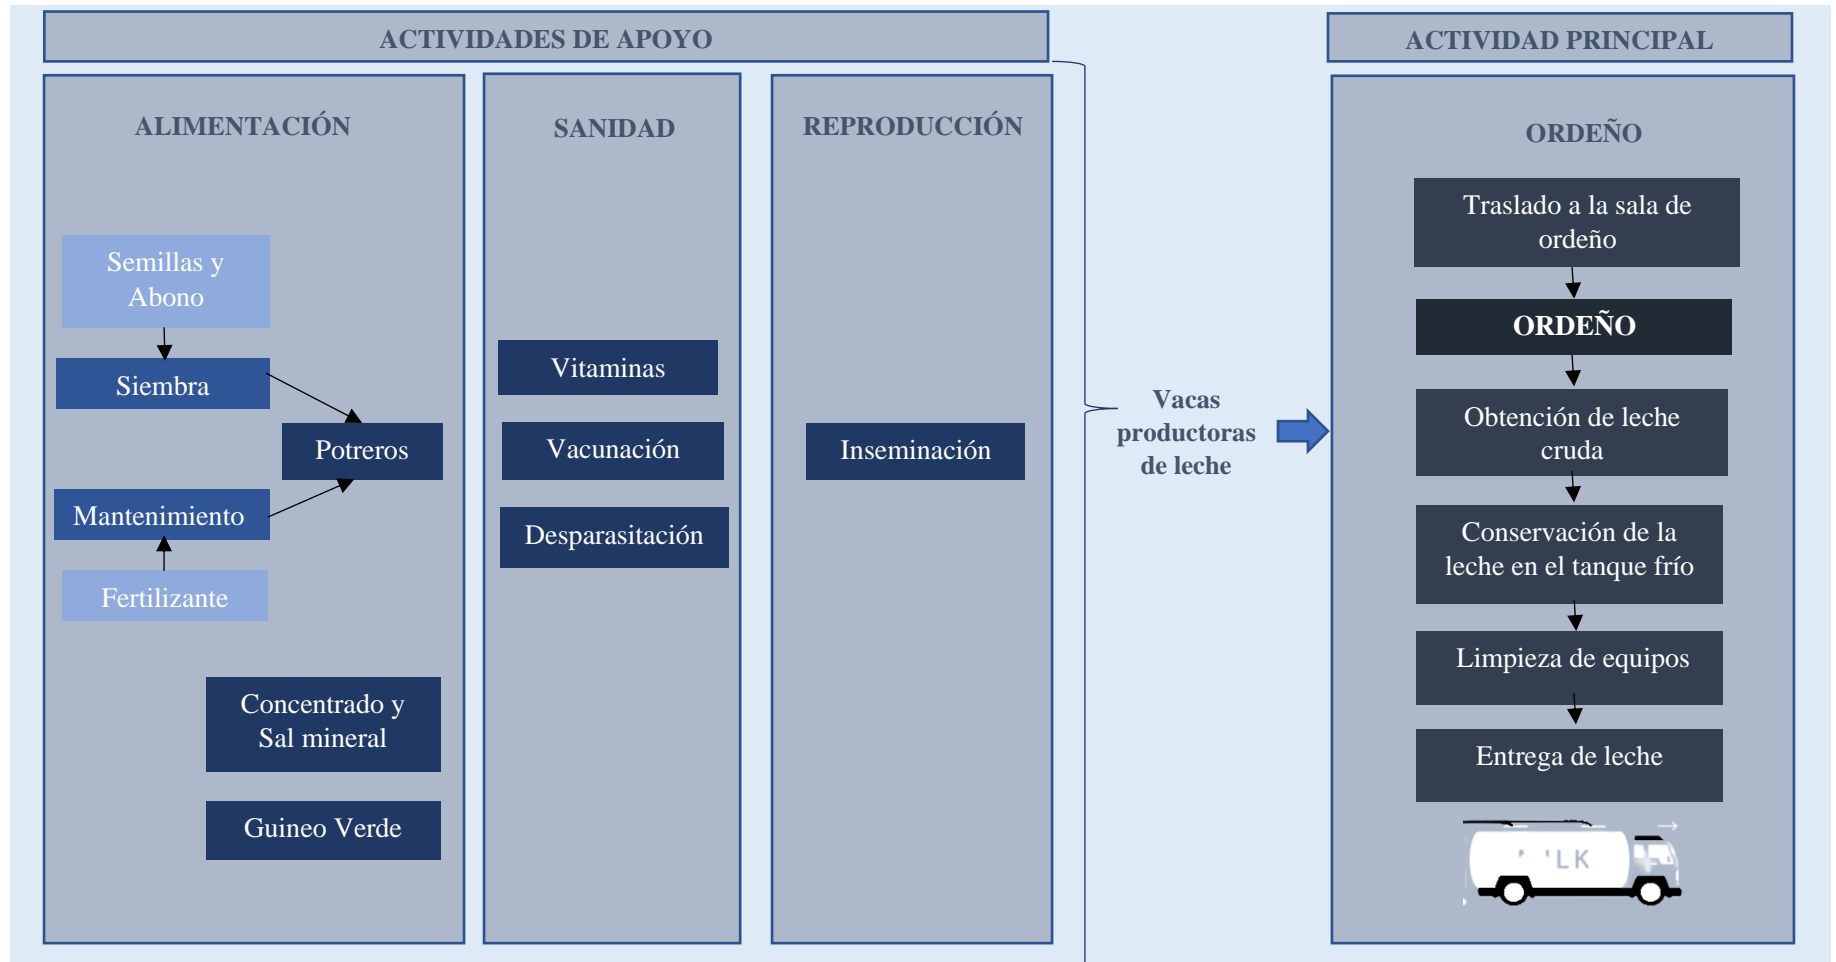 ACTIVIDADES DE APOYO
ALIMENTACIÓN
Semillas y
Abono
Siembra
Potreros
Mantenimiento
Fertilizante
Concentrado y
Sal mineral
Guineo Verde
SANIDAD
Vitaminas
Vacunación
Desparasitación
REPRODUCCIÓN
Inseminación
Vacas
productoras
de leche
ACTIVIDAD PRINCIPAL
ORDEÑO
Traslado a la sala de
ordeño
ORDEÑO
Obtención de leche
cruda
Conservación de la
leche en el tanque frío
Limpieza de equipos
Entrega de leche